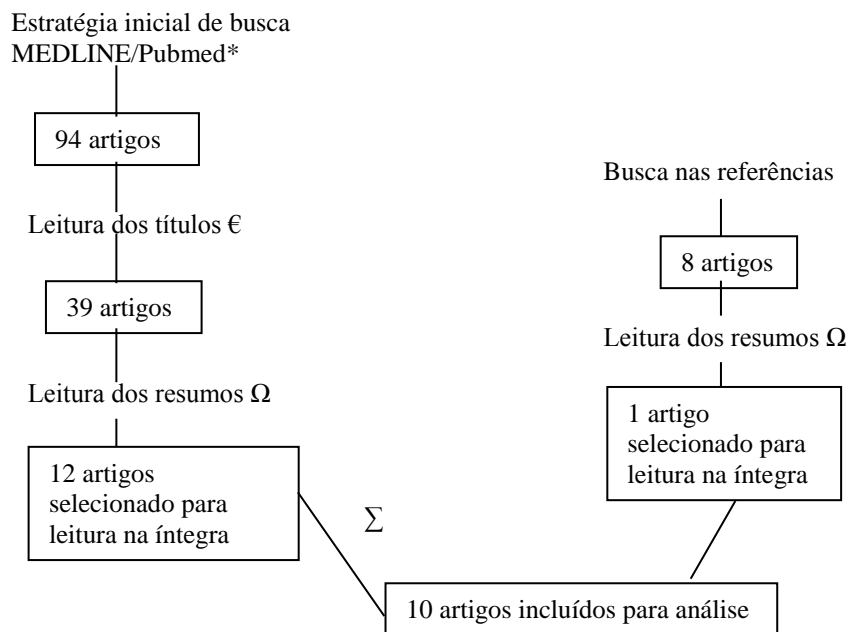 Estratégia inicial de busca
MEDLINE/Pubmed*
94 artigos
Leitura dos títulos €
39 artigos
Leitura dos resumos Ω
12 artigos
selecionado para
leitura na íntegra
Busca nas referências
8 artigos
Leitura dos resumos Ω
1 artigo
selecionado para
leitura na íntegra
∑
10 artigos incluídos para análise